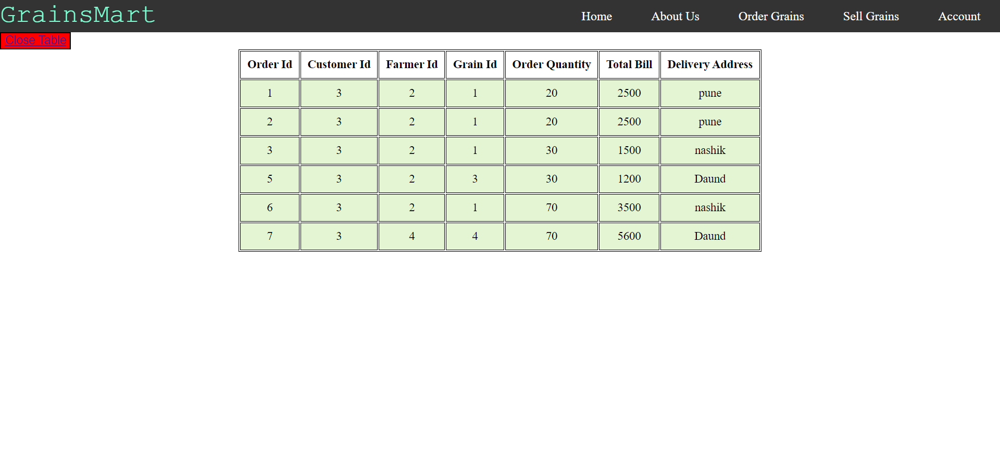 GrainsMart Home About Us Order Grains Sell Grains Account
Close Table
Order Id Customer Id Farmer Id Grain Id Order Quantity Total Bill Delivery Address
1 3 2 1 20 2500 pune
2 3 2 1 20 2500 pune
3 3 2 1 30 1500 nashik
5 3 2 3 30 1200 Daund
6 3 2 1 70 3500 nashik
7 3 4 4 70 5600 Daund